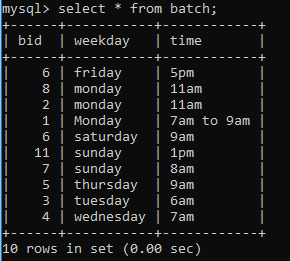 mysql> select * from batch;
+------+-----------+------------+
| bid  | weekday   | time       |
+------+-----------+------------+
|    6 | friday    | 5pm        |
|    8 | monday    | 11am       |
|    2 | monday    | 11am       |
|    1 | Monday    | 7am to 9am |
|    6 | saturday  | 9am        |
|   11 | sunday    | 1pm        |
|    7 | sunday    | 8am        |
|    5 | thursday  | 9am        |
|    3 | tuesday   | 6am        |
|    4 | wednesday | 7am        |
+------+-----------+------------+
10 rows in set (0.00 sec)